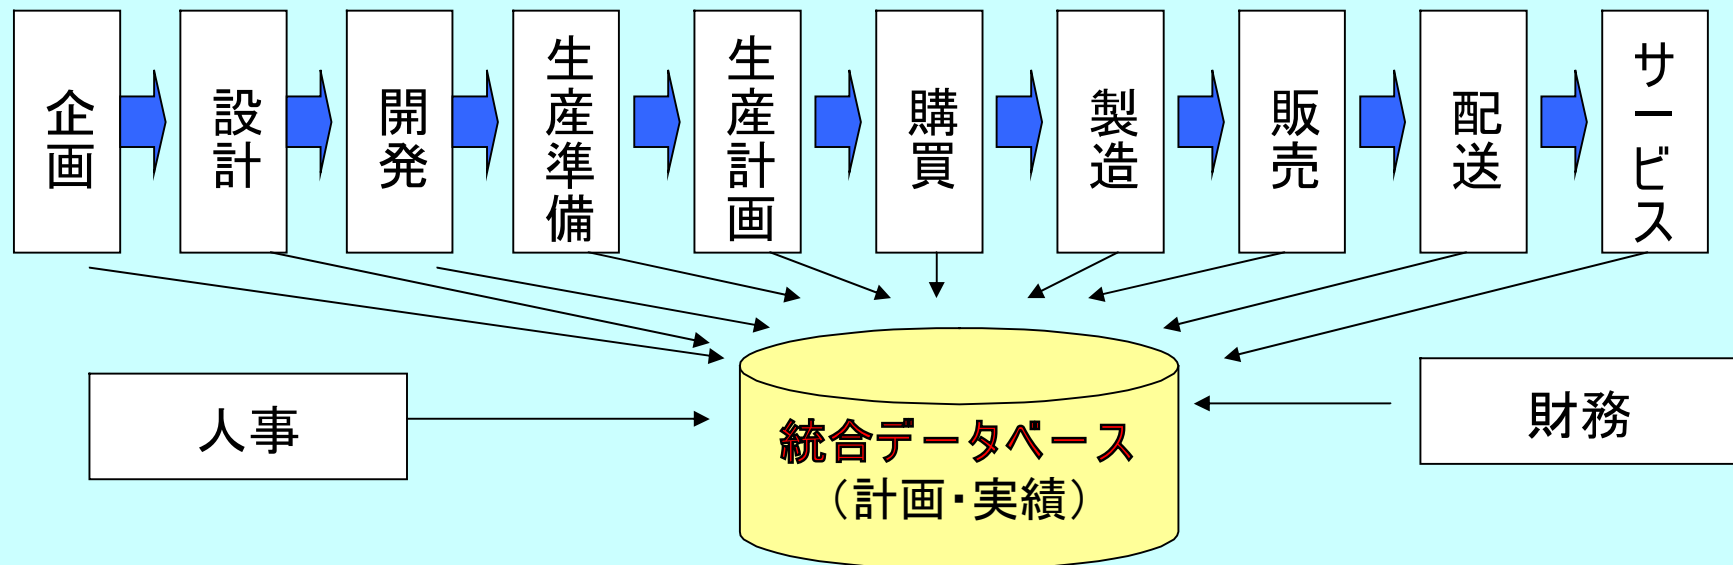 企画
設計
開発
生産準備
生産計画
購買
製造
販売
配送
サービス
人事
財務
統合データベース
（計画・実績）